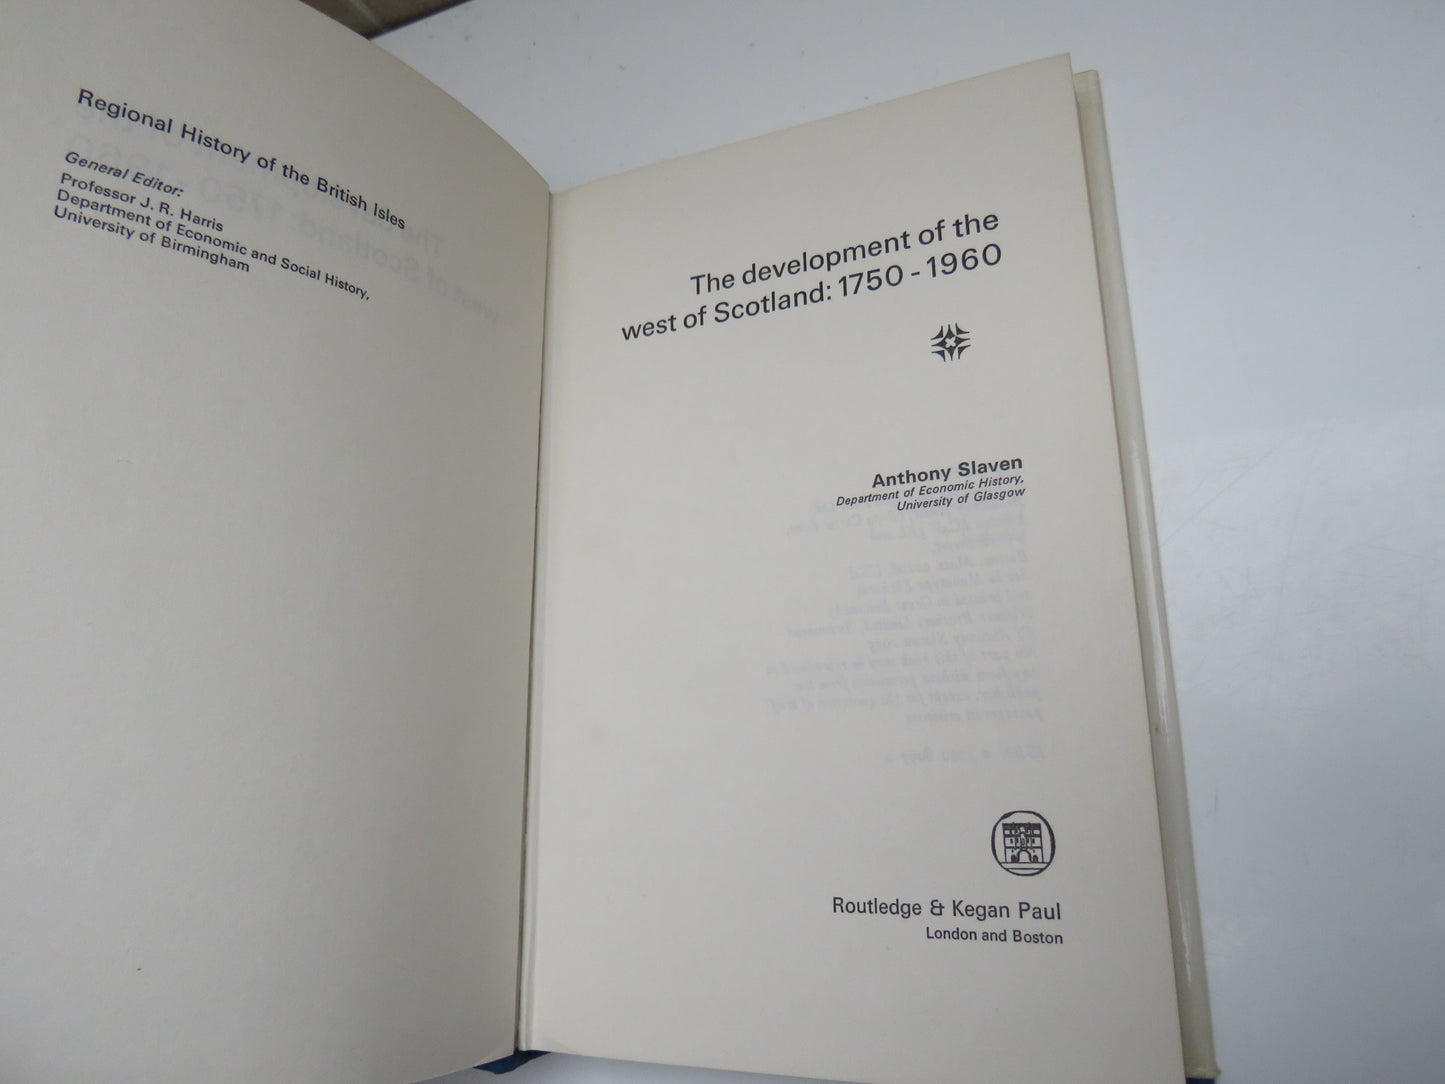 Regional History of the British Isles
General Editor:
Professor J. R. Harris
Department of Economic and Social History,
University of Birmingham
The development of the
west of Scotland: 1750 - 1960
Anthony Slaven
Department of Economic History,
University of Glasgow
Routledge & Kegan Paul
London and Boston